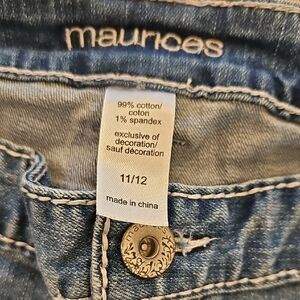 maurices
99% cotton/
coton
1% spandex
exclusive of
decoration/
sauf décoration
11/12
made in china